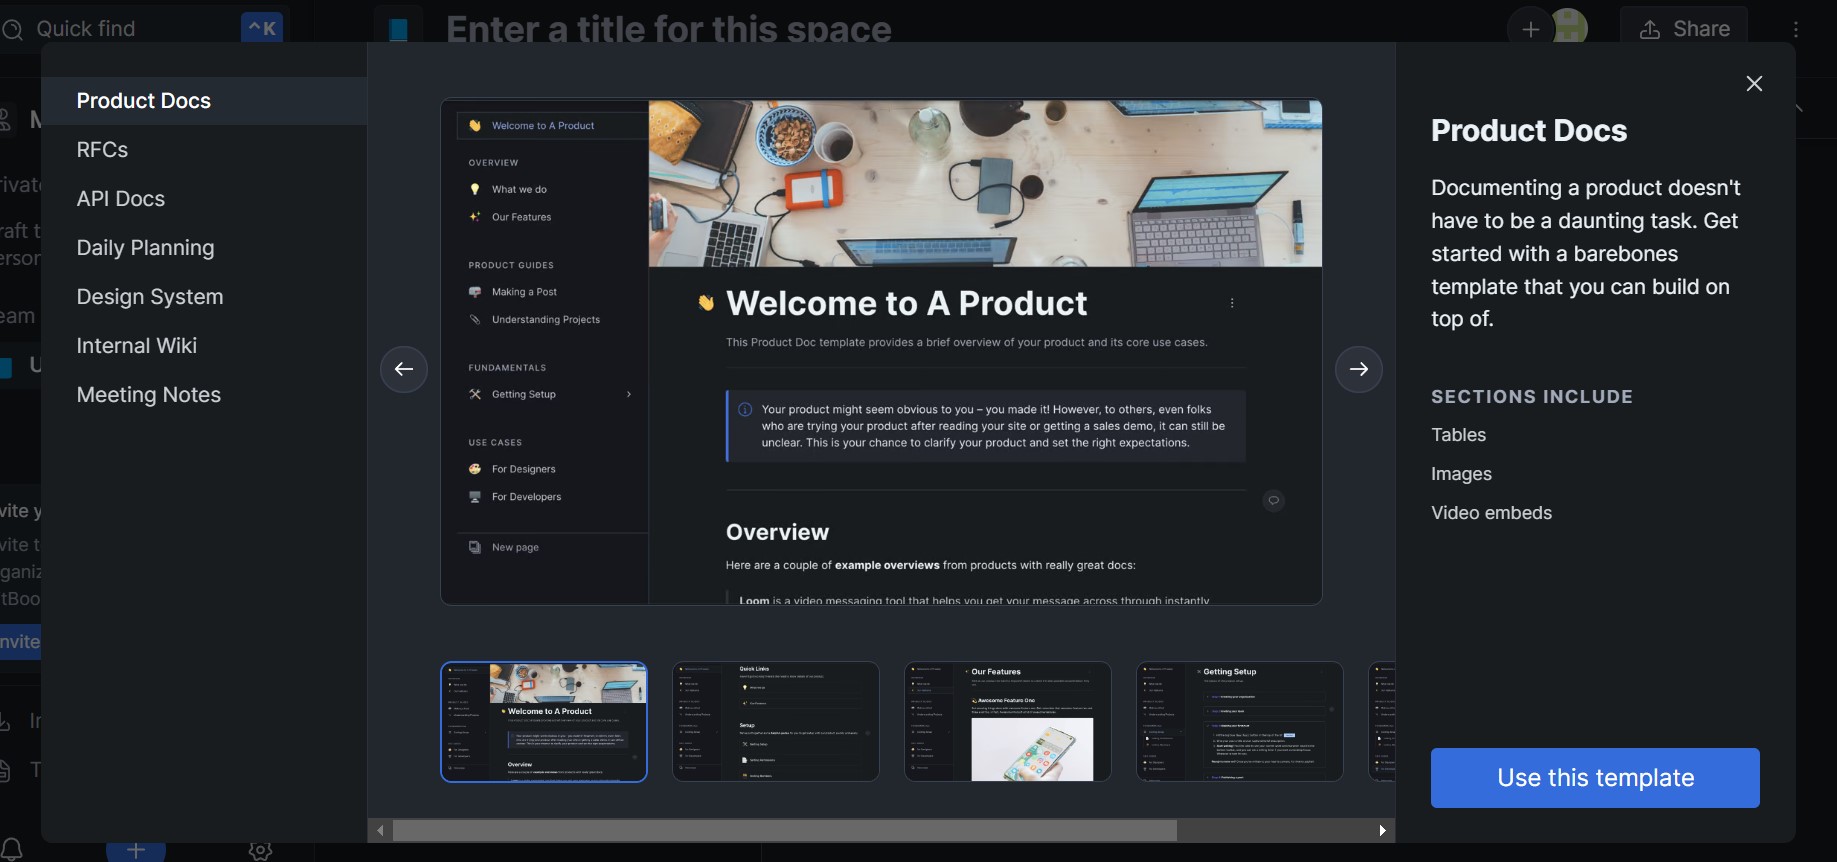 Quick find
^K
Enter a title for this space
Share
Product Docs
RFCs
API Docs
Daily Planning
Design System
Internal Wiki
Meeting Notes
Welcome to A Product
OVERVIEW
What we do
Our Features
PRODUCT GUIDES
Making a Post
Understanding Projects
FUNDAMENTALS
Getting Setup
USE CASES
For Designers
For Developers
New page
Welcome to A Product
This Product Doc template provides a brief overview of your product and its core use cases.
Your product might seem obvious to you – you made it! However, to others, even folks
who are trying your product after reading your site or getting a sales demo, it can still be
unclear. This is your chance to clarify your product and set the right expectations.
Overview
Here are a couple of example overviews from products with really great docs:
Loom is a video messaging tool that helps you get your message across through instantly
Welcome to A Product
Overview
Quick Links
Setup
Our Features
Awesome Feature One
Getting Setup
Product Docs
Documenting a product doesn't
have to be a daunting task. Get
started with a barebones
template that you can build on
top of.
SECTIONS INCLUDE
Tables
Images
Video embeds
Use this template